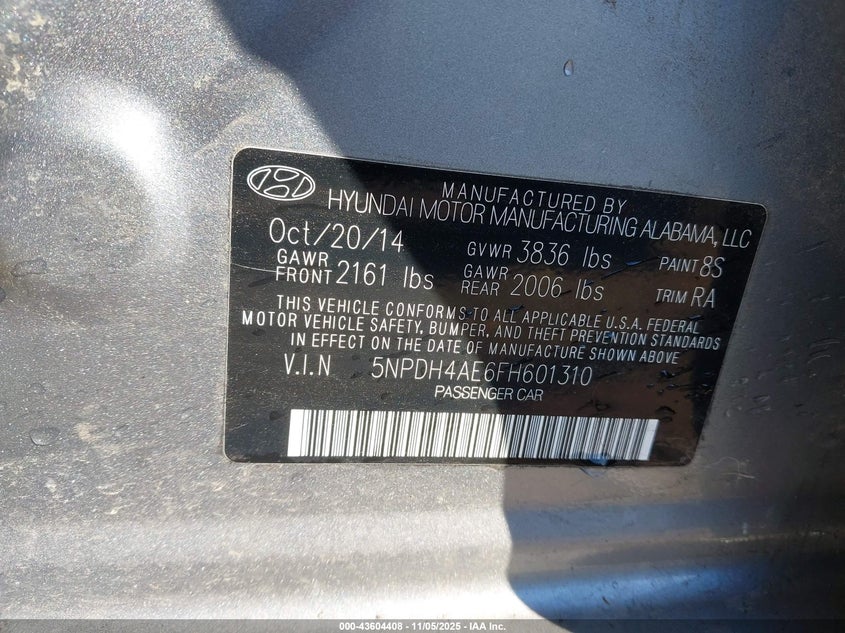 MANUFACTURED BY
HYUNDAI MOTOR MANUFACTURING ALABAMA, LLC
Oct/20/14 GVWR 3836 lbs PAINT 8S
GAWR FRONT 2161 lbs GAWR REAR 2006 lbs TRIM RA
THIS VEHICLE CONFORMS TO ALL APPLICABLE U.S.A. FEDERAL
MOTOR VEHICLE SAFETY, BUMPER, AND THEFT PREVENTION STANDARDS
IN EFFECT ON THE DATE OF MANUFACTURE SHOWN ABOVE
V.I.N 5NPDH4AE6FH601310
PASSENGER CAR
000-43604408 - 11/05/2025 - IAA Inc.